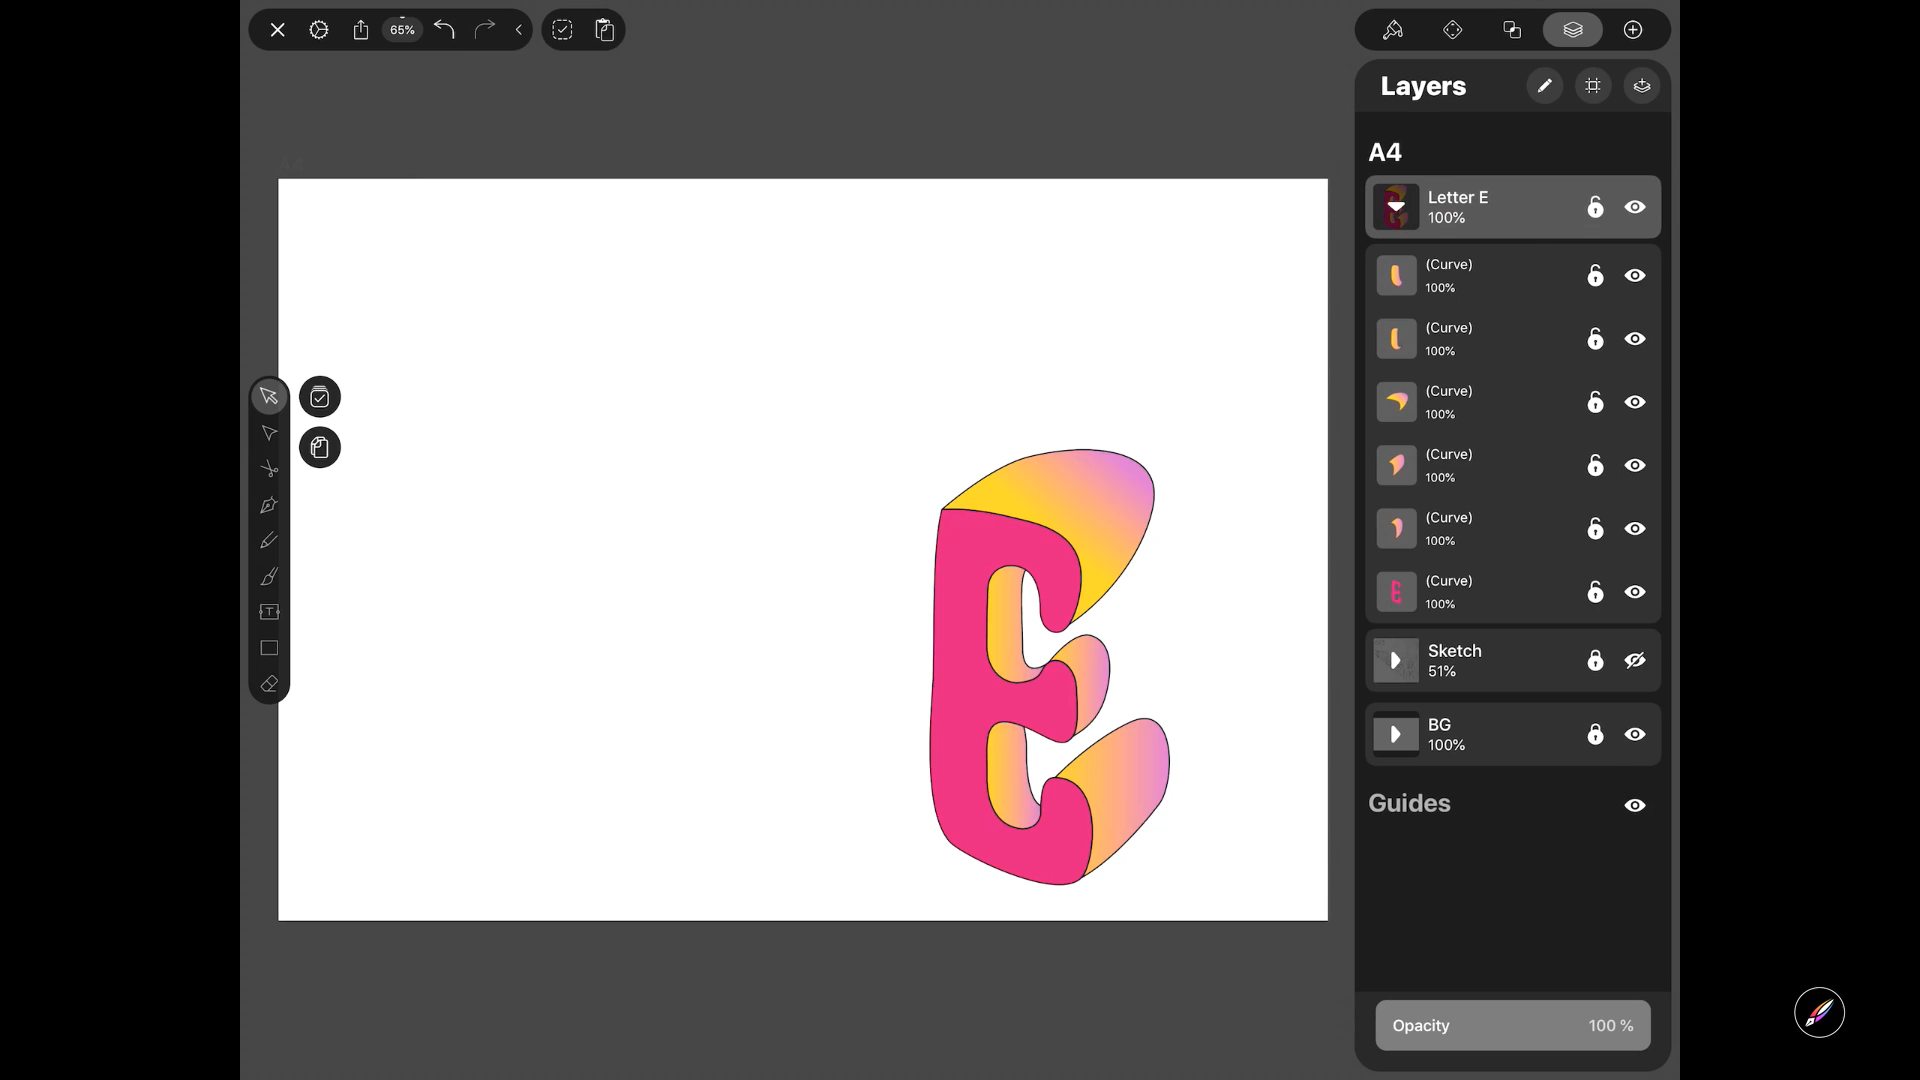 65%
Layers
A4
A4
Letter E
100%
(Curve)
100%
(Curve)
100%
(Curve)
100%
(Curve)
100%
(Curve)
100%
(Curve)
100%
Sketch
51%
BG
100%
Guides
Opacity 100 %